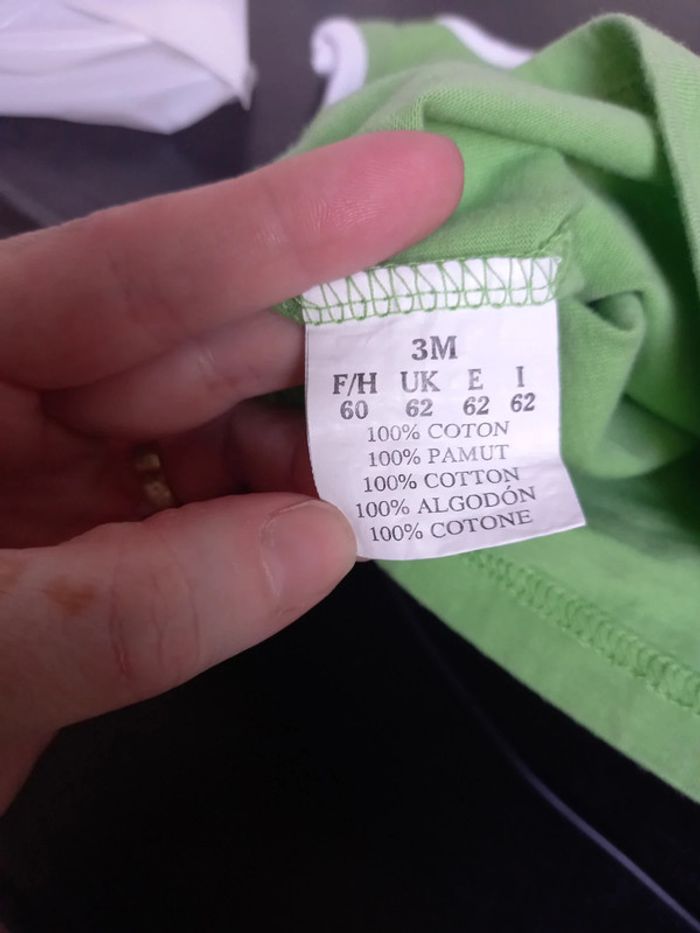 3M
F/H UK E I
60 62 62 62
100% COTON
100% PAMUT
100% COTTON
100% ALGODÓN
100% COTONE